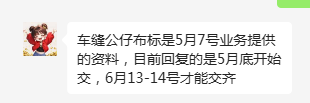 车缝公仔布标是5月7号业务提供
的资料，目前回复的是5月底开始
交，6月13-14号才能交齐